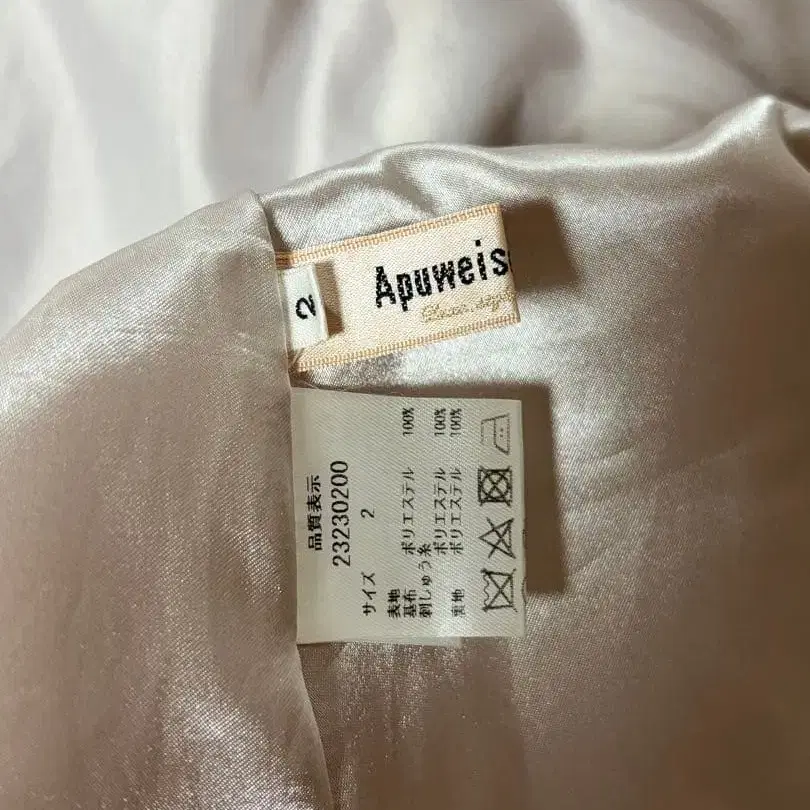 Apuweis
2
品質表示
23230200
サイズ 2
表地
基布 ポリエステル 100%
刺しゅう糸 ポリエステル 100%
裏地 ポリエステル 100%